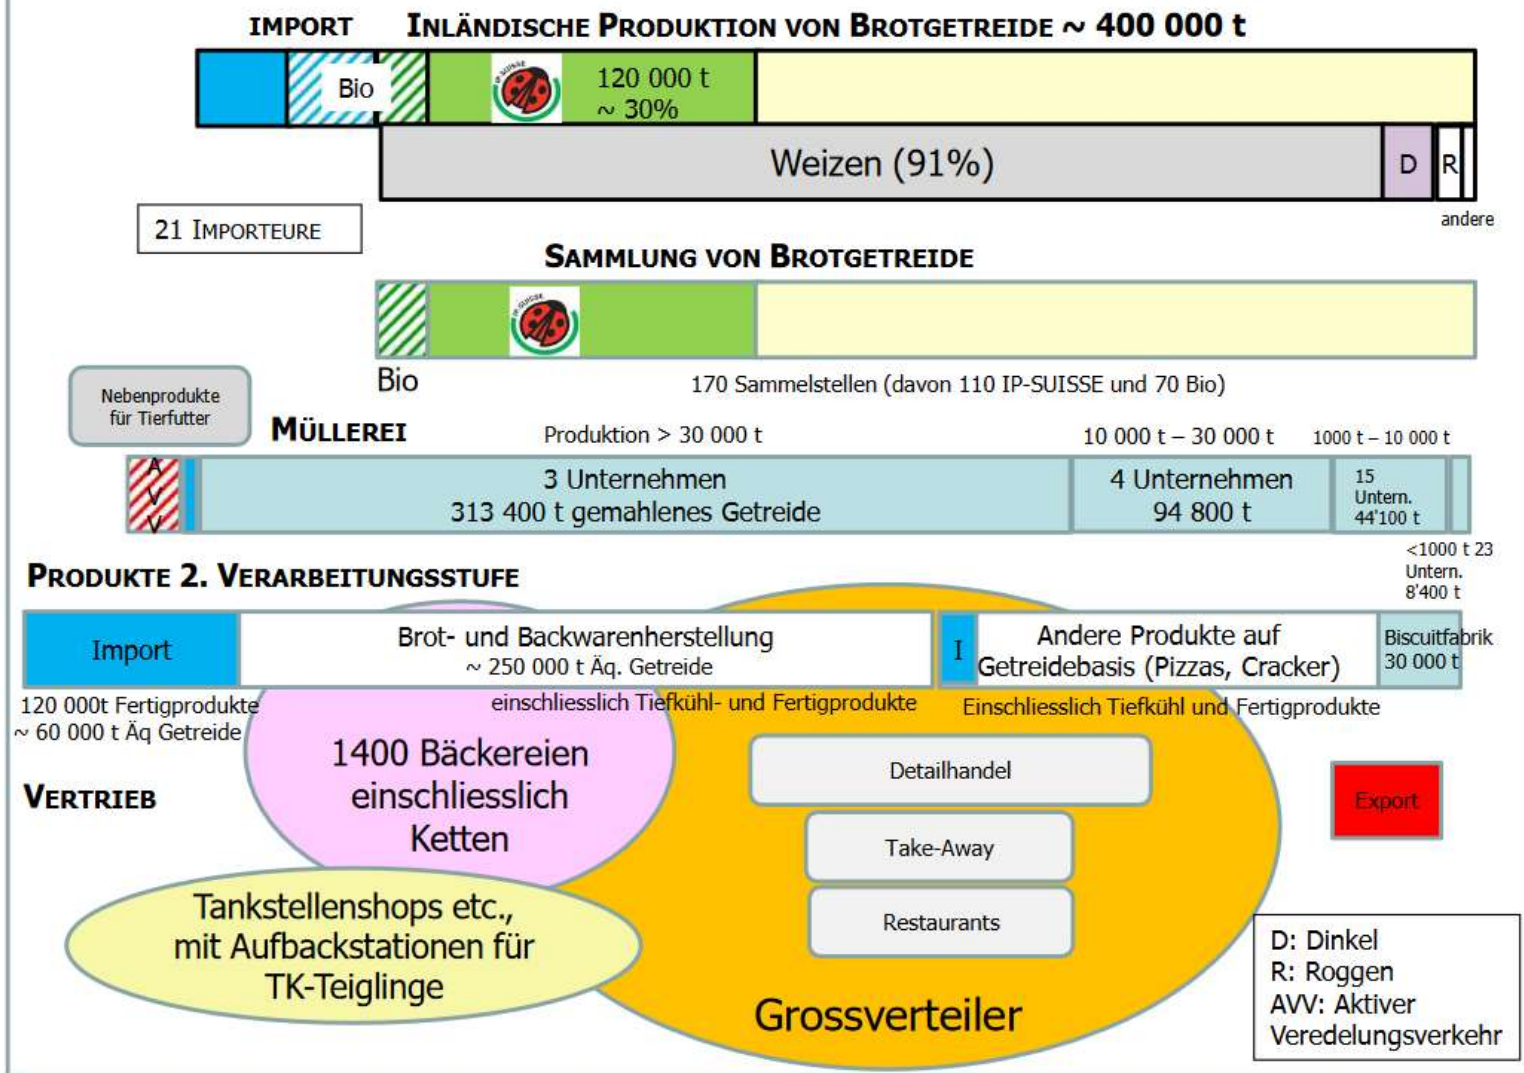 IMPORT
INLÄNDISCHE PRODUKTION VON BROTGETREIDE ~ 400 000 t
Bio
IP-SUISSE
120 000 t
~ 30%
Weizen (91%)
D
R
andere
21 IMPORTEURE
SAMMLUNG VON BROTGETREIDE
IP-SUISSE
Bio
170 Sammelstellen (davon 110 IP-SUISSE und 70 Bio)
Nebenprodukte
für Tierfutter
MÜLLEREI
Produktion > 30 000 t
10 000 t – 30 000 t
1000 t – 10 000 t
A
V
V
3 Unternehmen
313 400 t gemahlenes Getreide
4 Unternehmen
94 800 t
15
Untern.
44'100 t
<1000 t 23
Untern.
8'400 t
PRODUKTE 2. VERARBEITUNGSSTUFE
Import
Brot- und Backwarenherstellung
~ 250 000 t Äq. Getreide
I
Andere Produkte auf
Getreidebasis (Pizzas, Cracker)
Biscuitfabrik
30 000 t
120 000t Fertigprodukte
~ 60 000 t Äq Getreide
einschliesslich Tiefkühl- und Fertigprodukte
Einschliesslich Tiefkühl und Fertigprodukte
VERTRIEB
1400 Bäckereien
einschliesslich
Ketten
Detailhandel
Take-Away
Restaurants
Export
Tankstellenshops etc.,
mit Aufbackstationen für
TK-Teiglinge
Grossverteiler
D: Dinkel
R: Roggen
AVV: Aktiver
Veredelungsverkehr